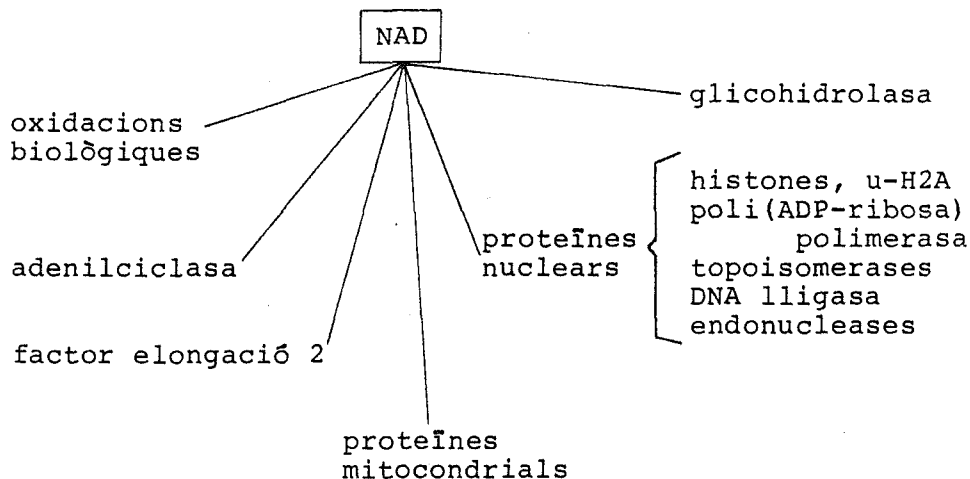 NAD
glicohidrolasa
oxidacions
biològiques
histones, u-H2A
poli(ADP-ribosa)
polimerasa
proteïnes
nuclears
topoisomerases
DNA lligasa
endonucleases
adenilciclasa
factor elongació 2
proteïnes
mitocondrials